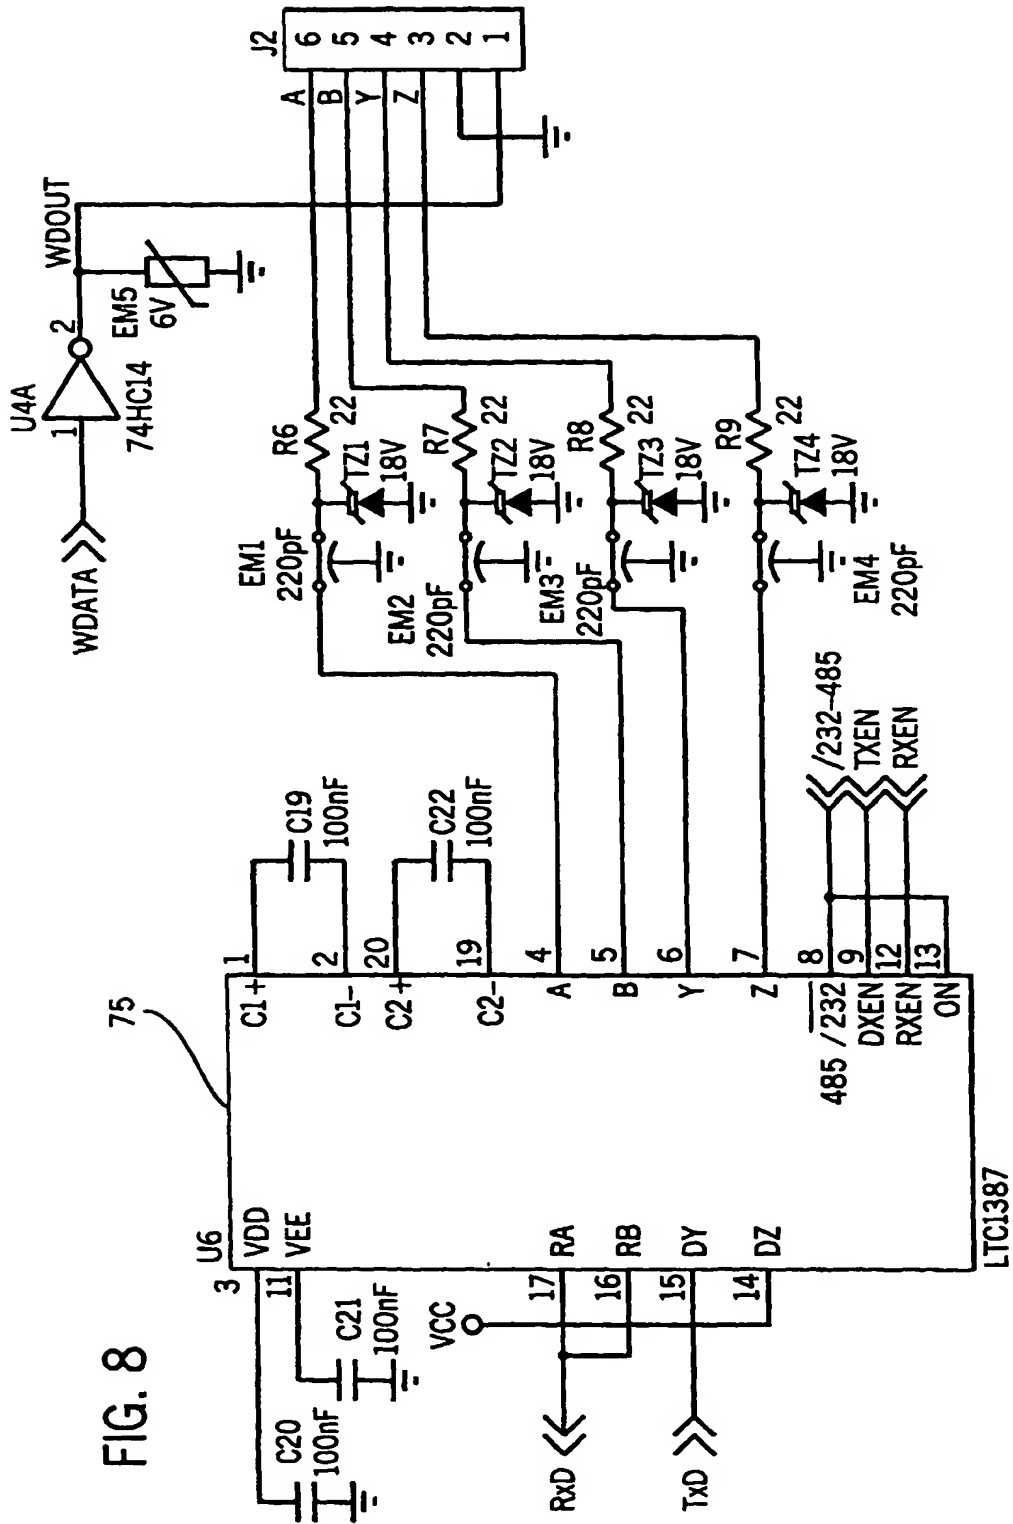 FIG. 8
75
U6
LTC1387
3
VDD
11
VEE
C20
100nF
C21
100nF
VCC
17
RA
16
RB
15
DY
14
DZ
RxD
TxD
1
C1+
2
C1-
20
C2+
19
C2-
4
A
5
B
6
Y
7
Z
8
485/232
9
DXEN
12
RXEN
13
ON
C19
100nF
C22
100nF
/232-485
TXEN
RXEN
EM1
220pF
EM2
220pF
EM3
220pF
EM4
220pF
TZ1
18V
TZ2
18V
TZ3
18V
TZ4
18V
R6
22
R7
22
R8
22
R9
22
WDATA
1
U4A
74HC14
2
EM5
6V
WDOUT
J2
A
B
Y
Z
6
5
4
3
2
1